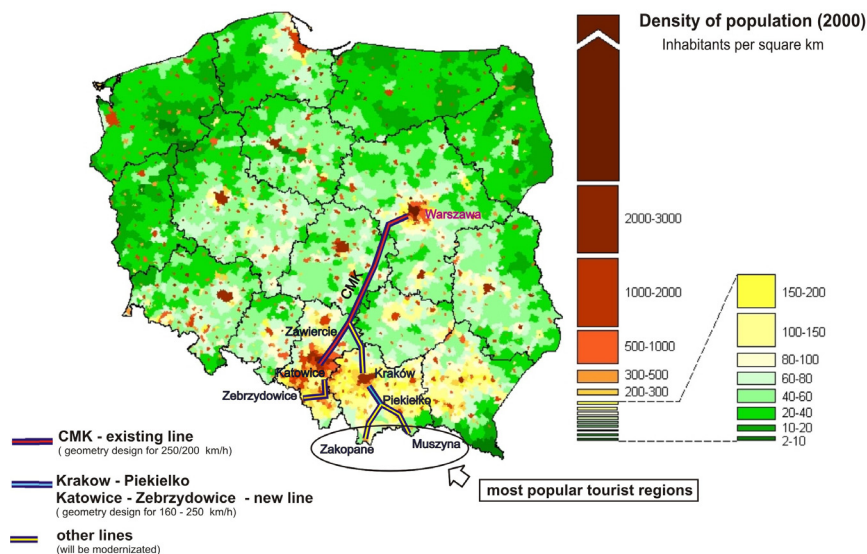 Density of population (2000)
Inhabitants per square km
2000-3000
1000-2000
500-1000
300-500
200-300
150-200
100-150
80-100
60-80
40-60
20-40
10-20
2-10
Warszawa
CMK
Zawiercie
Katowice
Kraków
Zebrzydowice
Piekiełko
Zakopane
Muszyna
most popular tourist regions
CMK - existing line
( geometry design for 250/200 km/h)
Krakow - Piekielko
Katowice - Zebrzydowice - new line
( geometry design for 160 - 250 km/h)
other lines
(will be modernizated)